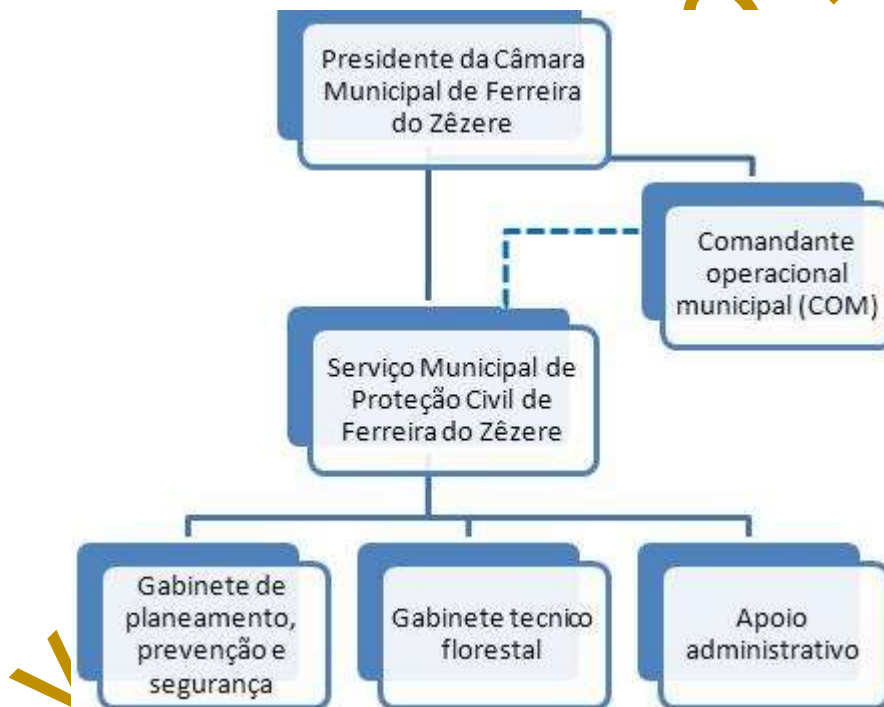 Presidente da Câmara
Municipal de Ferreira
do Zêzere
Comandante
operacional
municipal (COM)
Serviço Municipal de
Proteção Civil de
Ferreira do Zêzere
Gabinete de
planeamento,
prevenção e
segurança
Gabinete tecnico
florestal
Apoio
administrativo